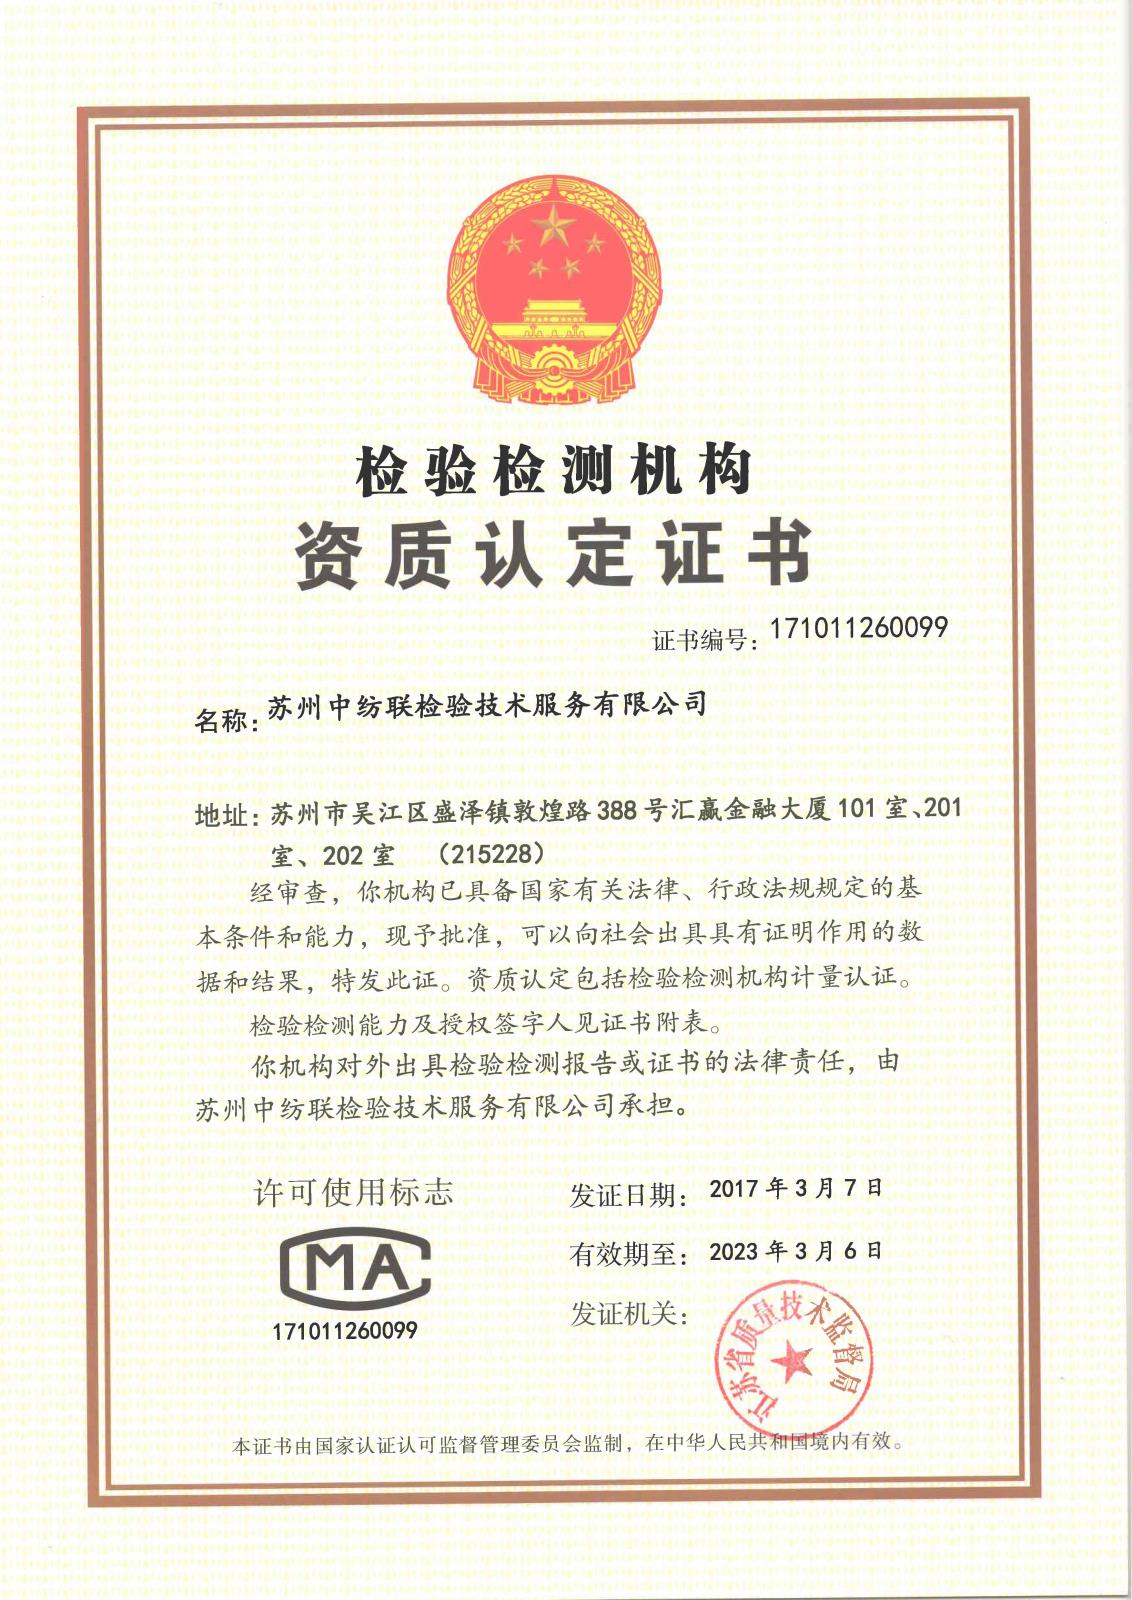 检验检测机构
资质认定证书
证书编号：171011260099
名称：苏州中纺联检验技术服务有限公司
地址：苏州市吴江区盛泽镇敦煌路388号汇赢金融大厦101室、201
室、202室 （215228）
经审查，你机构已具备国家有关法律、行政法规规定的基
本条件和能力，现予批准，可以向社会出具具有证明作用的数
据和结果，特发此证。资质认定包括检验检测机构计量认证。
检验检测能力及授权签字人见证书附表。
你机构对外出具检验检测报告或证书的法律责任，由
苏州中纺联检验技术服务有限公司承担。
许可使用标志
MA
171011260099
发证日期：2017年3月7日
有效期至：2023年3月6日
发证机关：
江苏省质量技术监督局
本证书由国家认证认可监督管理委员会监制，在中华人民共和国境内有效。